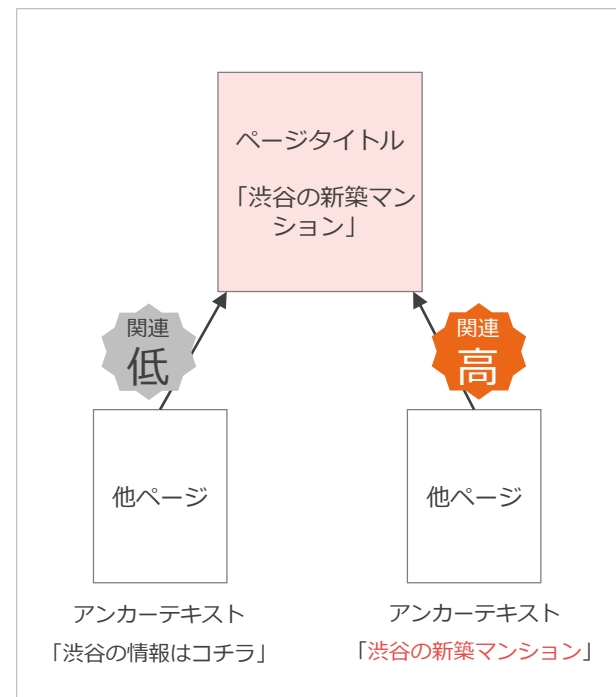 ページタイトル
「渋谷の新築マン
ション」
関連
低
関連
高
他ページ
他ページ
アンカーテキスト
「渋谷の情報はコチラ」
アンカーテキスト
「渋谷の新築マンション」